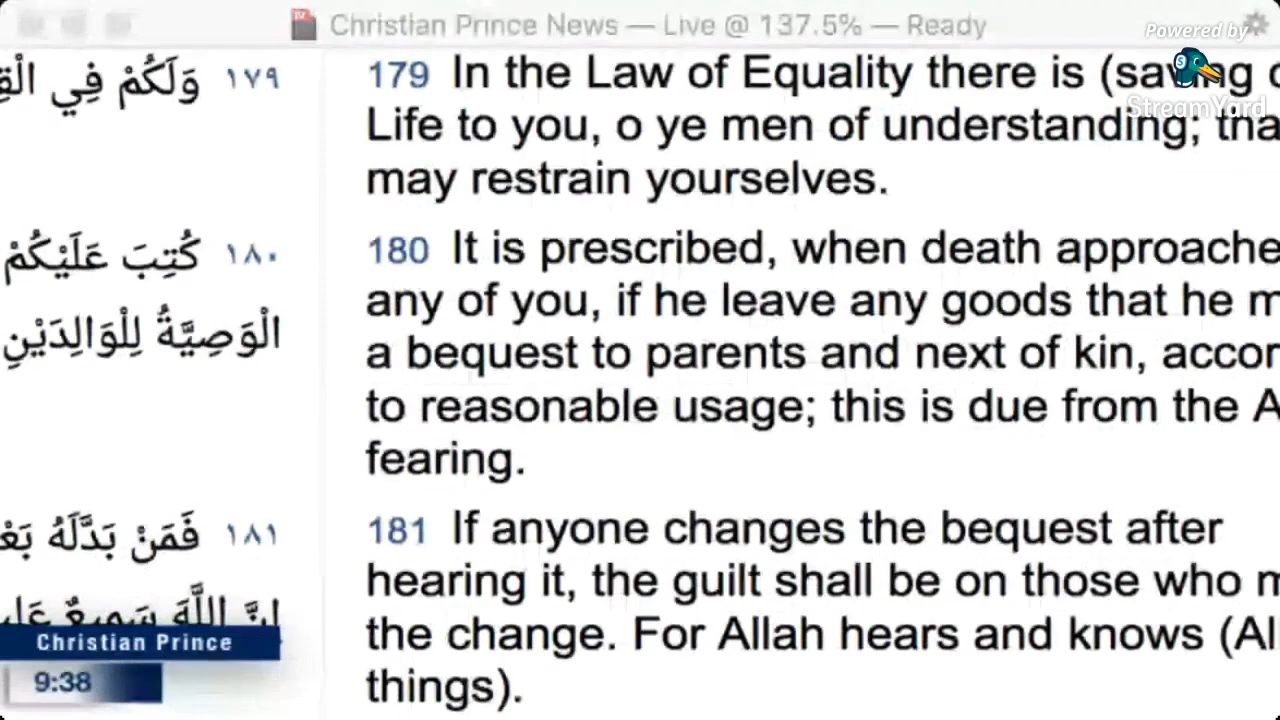 Christian Prince News — Live @ 137.5% — Ready
Powered by
StreamYard
١٧٩ وَلَكُمْ فِي
179 In the Law of Equality there is (saving
Life to you, o ye men of understanding;
may restrain yourselves.
١٨٠ كُتِبَ عَلَيْكُمْ
الْوَصِيَّةُ لِلْوَالِدَيْنِ
180 It is prescribed, when death approache
any of you, if he leave any goods that he m
a bequest to parents and next of kin, accor
to reasonable usage; this is due from the A
fearing.
١٨١ فَمَنْ بَدَّلَهُ
إِنَّ اللَّهَ سَمِيعٌ
181 If anyone changes the bequest after
hearing it, the guilt shall be on those who m
the change. For Allah hears and knows (Al
things).
Christian Prince
9:38